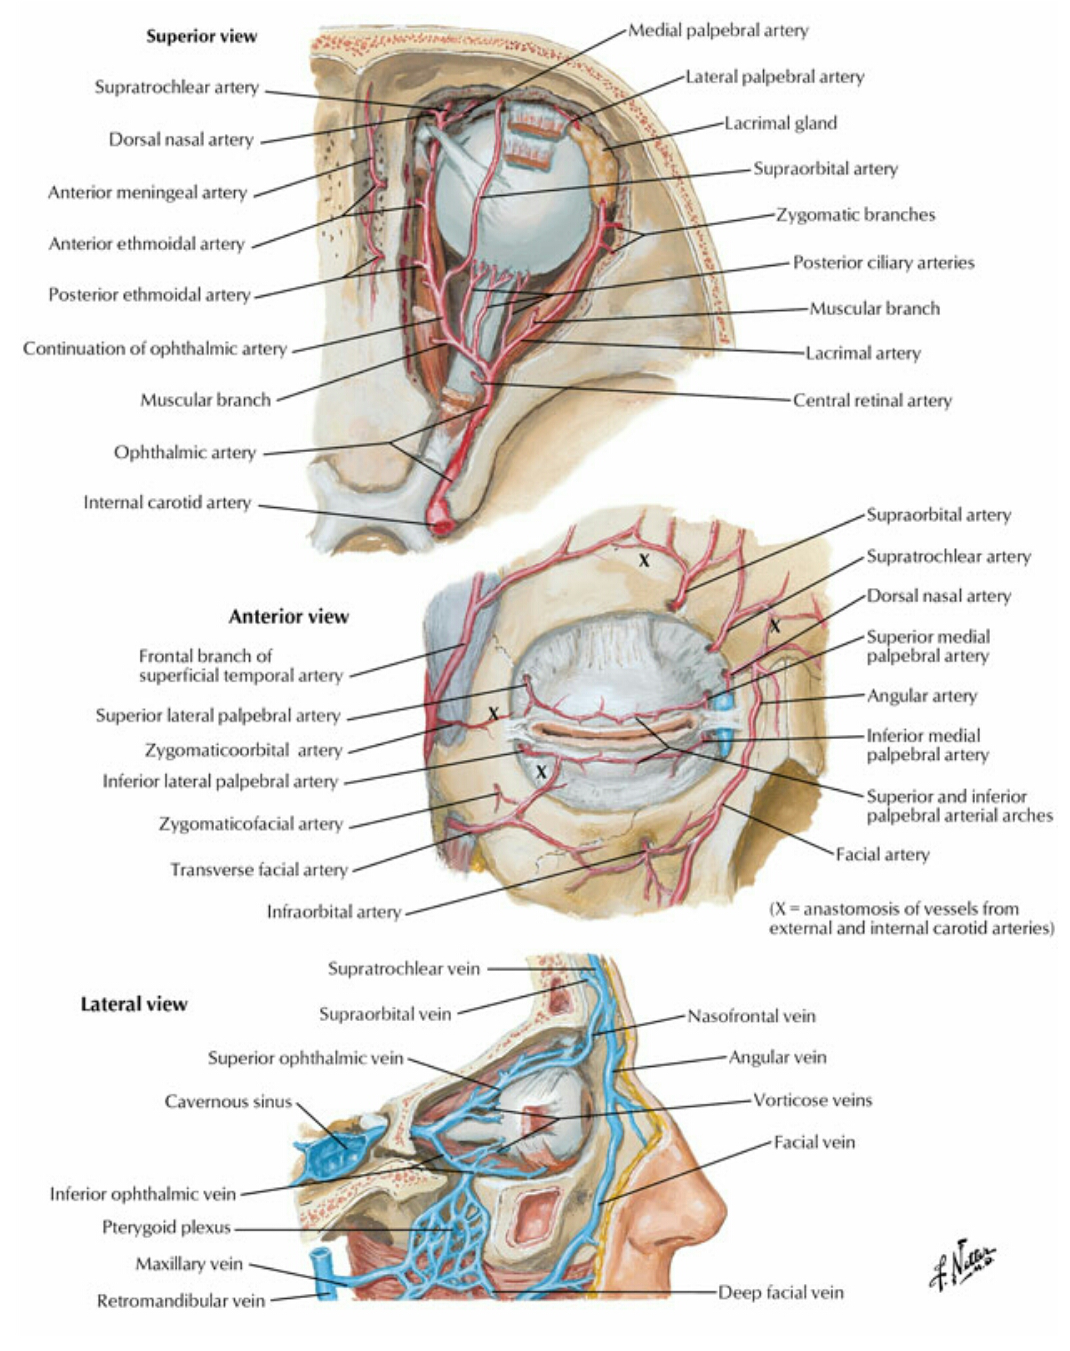 Superior view
Supratrochlear artery
Dorsal nasal artery
Anterior meningeal artery
Anterior ethmoidal artery
Posterior ethmoidal artery
Continuation of ophthalmic artery
Muscular branch
Ophthalmic artery
Internal carotid artery
Medial palpebral artery
Lateral palpebral artery
Lacrimal gland
Supraorbital artery
Zygomatic branches
Posterior ciliary arteries
Muscular branch
Lacrimal artery
Central retinal artery
Anterior view
Frontal branch of
superficial temporal artery
Superior lateral palpebral artery
Zygomaticoorbital artery
Inferior lateral palpebral artery
Zygomaticofacial artery
Transverse facial artery
Infraorbital artery
X
X
X
X
Supraorbital artery
Supratrochlear artery
Dorsal nasal artery
Superior medial
palpebral artery
Angular artery
Inferior medial
palpebral artery
Superior and inferior
palpebral arterial arches
Facial artery
(X = anastomosis of vessels from
external and internal carotid arteries)
Lateral view
Supratrochlear vein
Supraorbital vein
Superior ophthalmic vein
Cavernous sinus
Inferior ophthalmic vein
Pterygoid plexus
Maxillary vein
Retromandibular vein
Nasofrontal vein
Angular vein
Vorticose veins
Facial vein
Deep facial vein
F. Netter
M.D.